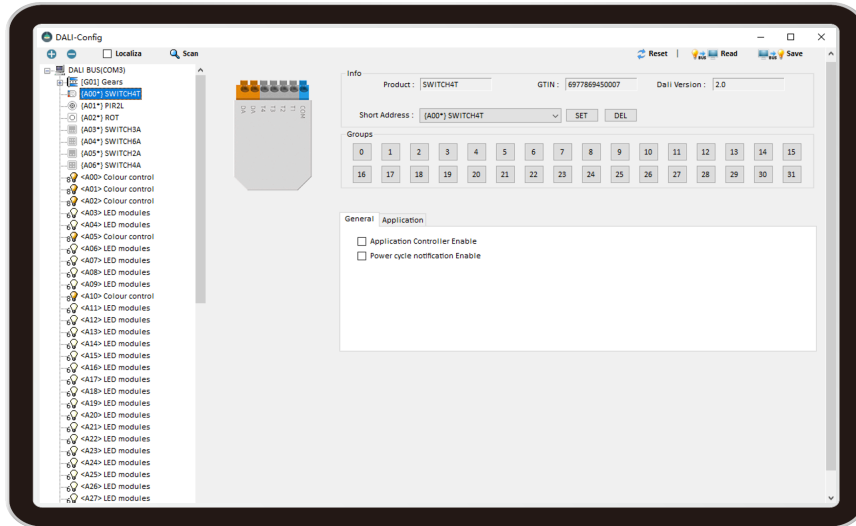 DALI-Config
Localiza Scan Reset | Read Save
DALI BUS(COM3)
[G01] Gears
{A00*} SWITCH4T
{A01*} PIR2L
{A02*} ROT
{A03*} SWITCH3A
{A04*} SWITCH6A
{A05*} SWITCH2A
{A06*} SWITCH4A
<A00> Colour control
<A01> Colour control
<A02> Colour control
<A03> LED modules
<A04> LED modules
<A05> Colour control
<A06> LED modules
<A07> LED modules
<A08> LED modules
<A09> LED modules
<A10> Colour control
<A11> LED modules
<A12> LED modules
<A13> LED modules
<A14> LED modules
<A15> LED modules
<A16> LED modules
<A17> LED modules
<A18> LED modules
<A19> LED modules
<A20> LED modules
<A21> LED modules
<A22> LED modules
<A23> LED modules
<A24> LED modules
<A25> LED modules
<A26> LED modules
<A27> LED modules
DA DA T4 T3 T2 T1 COM
Info
Product : SWITCH4T GTIN : 6977869450007 Dali Version : 2.0
Short Address : {A00*} SWITCH4T SET DEL
Groups
0 1 2 3 4 5 6 7 8 9 10 11 12 13 14 15
16 17 18 19 20 21 22 23 24 25 26 27 28 29 30 31
General Application
Application Controller Enable
Power cycle notification Enable